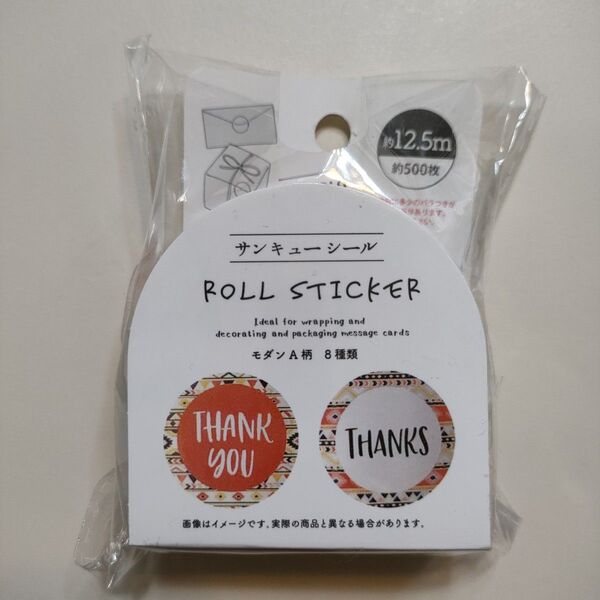 約12.5m
約500枚
サンキューシール
ROLL STICKER
Ideal for wrapping and
decorating and packaging message cards
モダンA柄 8種類
THANK
YOU
THANKS
画像はイメージです。実際の商品と異なる場合があります。